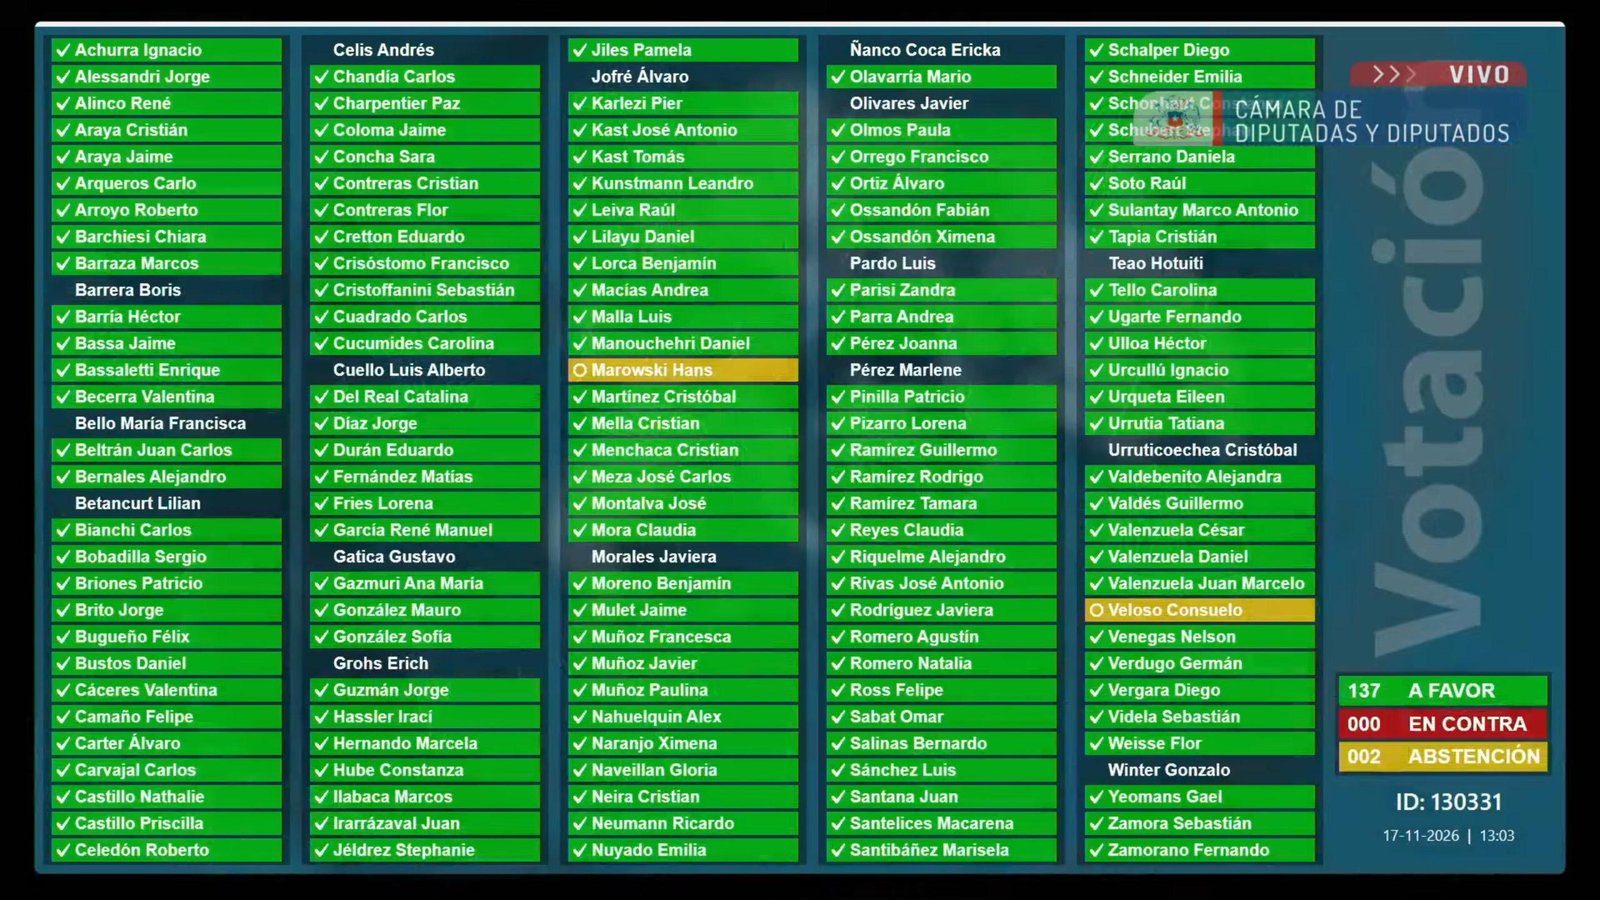 ✓ Achurra Ignacio
✓ Alessandri Jorge
✓ Alinco René
✓ Araya Cristián
✓ Araya Jaime
✓ Arqueros Carlo
✓ Arroyo Roberto
✓ Barchiesi Chiara
✓ Barraza Marcos
Barrera Boris
✓ Barría Héctor
✓ Bassa Jaime
✓ Bassaletti Enrique
✓ Becerra Valentina
Bello María Francisca
✓ Beltrán Juan Carlos
✓ Bernales Alejandro
Betancurt Lilian
✓ Bianchi Carlos
✓ Bobadilla Sergio
✓ Briones Patricio
✓ Brito Jorge
✓ Bugueño Félix
✓ Bustos Daniel
✓ Cáceres Valentina
✓ Camaño Felipe
✓ Carter Álvaro
✓ Carvajal Carlos
✓ Castillo Nathalie
✓ Castillo Priscilla
✓ Celedón Roberto
Celis Andrés
✓ Chandía Carlos
✓ Charpentier Paz
✓ Coloma Jaime
✓ Concha Sara
✓ Contreras Cristian
✓ Contreras Flor
✓ Cretton Eduardo
✓ Crisóstomo Francisco
✓ Cristoffanini Sebastián
✓ Cuadrado Carlos
✓ Cucumides Carolina
Cuello Luis Alberto
✓ Del Real Catalina
✓ Díaz Jorge
✓ Durán Eduardo
✓ Fernández Matías
✓ Fries Lorena
✓ García René Manuel
Gatica Gustavo
✓ Gazmuri Ana María
✓ González Mauro
✓ González Sofía
Grohs Erich
✓ Guzmán Jorge
✓ Hassler Irací
✓ Hernando Marcela
✓ Hube Constanza
✓ Ilabaca Marcos
✓ Irarrázaval Juan
✓ Jéldrez Stephanie
✓ Jiles Pamela
Jofré Álvaro
✓ Karlezi Pier
✓ Kast José Antonio
✓ Kast Tomás
✓ Kunstmann Leandro
✓ Leiva Raúl
✓ Lilayu Daniel
✓ Lorca Benjamín
✓ Macías Andrea
✓ Malla Luis
✓ Manouchehri Daniel
O Marowski Hans
✓ Martínez Cristóbal
✓ Mella Cristian
✓ Menchaca Cristian
✓ Meza José Carlos
✓ Montalva José
✓ Mora Claudia
Morales Javiera
✓ Moreno Benjamín
✓ Mulet Jaime
✓ Muñoz Francesca
✓ Muñoz Javier
✓ Muñoz Paulina
✓ Nahuelquin Alex
✓ Naranjo Ximena
✓ Naveillan Gloria
✓ Neira Cristian
✓ Neumann Ricardo
✓ Nuyado Emilia
Ñanco Coca Ericka
✓ Olavarría Mario
Olivares Javier
✓ Olmos Paula
✓ Orrego Francisco
✓ Ortiz Álvaro
✓ Ossandón Fabián
✓ Ossandón Ximena
Pardo Luis
✓ Parisi Zandra
✓ Parra Andrea
✓ Pérez Joanna
Pérez Marlene
✓ Pinilla Patricio
✓ Pizarro Lorena
✓ Ramírez Guillermo
✓ Ramírez Rodrigo
✓ Ramírez Tamara
✓ Reyes Claudia
✓ Riquelme Alejandro
✓ Rivas José Antonio
✓ Rodríguez Javiera
✓ Romero Agustín
✓ Romero Natalia
✓ Ross Felipe
✓ Sabat Omar
✓ Salinas Bernardo
✓ Sánchez Luis
✓ Santana Juan
✓ Santelices Macarena
✓ Santibáñez Marisela
✓ Schalper Diego
✓ Schneider Emilia
✓
✓ Schubert
✓ Serrano Daniela
✓ Soto Raúl
✓ Sulantay Marco Antonio
✓ Tapia Cristián
Teao Hotuiti
✓ Tello Carolina
✓ Ugarte Fernando
✓ Ulloa Héctor
✓ Urcullú Ignacio
✓ Urqueta Eileen
✓ Urrutia Tatiana
Urruticoechea Cristóbal
✓ Valdebenito Alejandra
✓ Valdés Guillermo
✓ Valenzuela César
✓ Valenzuela Daniel
✓ Valenzuela Juan Marcelo
O Veloso Consuelo
✓ Venegas Nelson
✓ Verdugo Germán
✓ Vergara Diego
✓ Videla Sebastián
✓ Weisse Flor
Winter Gonzalo
✓ Yeomans Gael
✓ Zamora Sebastián
✓ Zamorano Fernando
>>> VIVO
CÁMARA DE
DIPUTADAS Y DIPUTADOS
Votación
137 A FAVOR
000 EN CONTRA
002 ABSTENCIÓN
ID: 130331
17-11-2026 | 13:03